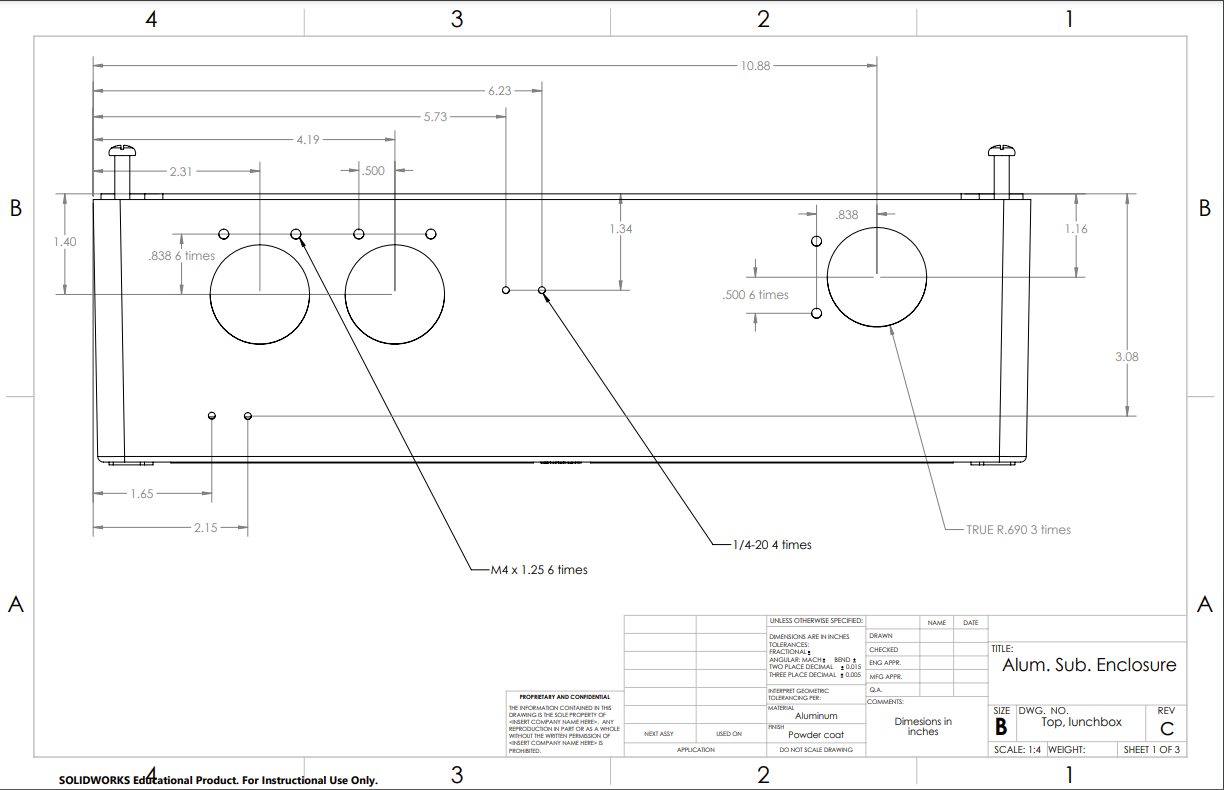 4 3 2 1
10.88
6.23
5.73
4.19
2.31 .500
B B
.838
1.40 1.34 1.16
.838 6 times
.500 6 times
3.08
1.65
2.15
TRUE R.690 3 times
1/4-20 4 times
M4 x 1.25 6 times
A A
UNLESS OTHERWISE SPECIFIED:
DIMENSIONS ARE IN INCHES
TOLERANCES:
FRACTIONAL ±
ANGULAR: MACH ± BEND ±
TWO PLACE DECIMAL ± 0.015
THREE PLACE DECIMAL ± 0.005
INTERPRET GEOMETRIC
TOLERANCING PER:
MATERIAL
Aluminum
FINISH
Powder coat
DO NOT SCALE DRAWING
NAME DATE
DRAWN
CHECKED
ENG APPR.
MFG APPR.
Q.A.
COMMENTS:
Dimesions in
inches
TITLE:
Alum. Sub. Enclosure
SIZE DWG. NO. REV
B Top, lunchbox C
SCALE: 1:4 WEIGHT: SHEET 1 OF 3
PROPRIETARY AND CONFIDENTIAL
THE INFORMATION CONTAINED IN THIS
DRAWING IS THE SOLE PROPERTY OF
<INSERT COMPANY NAME HERE>. ANY
REPRODUCTION IN PART OR AS A WHOLE
WITHOUT THE WRITTEN PERMISSION OF
<INSERT COMPANY NAME HERE> IS
PROHIBITED.
NEXT ASSY USED ON
APPLICATION
4 3 2 1
SOLIDWORKS Educational Product. For Instructional Use Only.